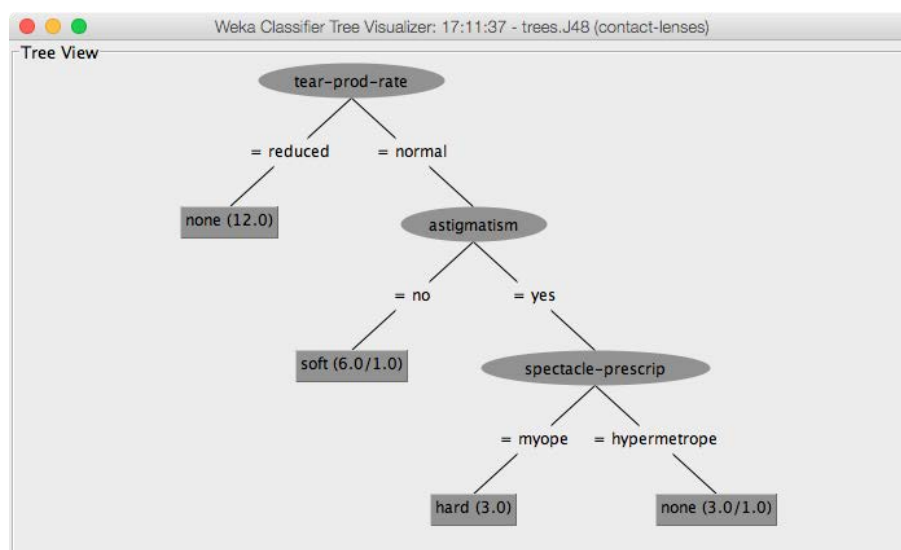 Weka Classifier Tree Visualizer: 17:11:37 - trees.J48 (contact-lenses)
Tree View
tear-prod-rate
= reduced
= normal
none (12.0)
astigmatism
= no
= yes
soft (6.0/1.0)
spectacle-prescrip
= myope
= hypermetrope
hard (3.0)
none (3.0/1.0)